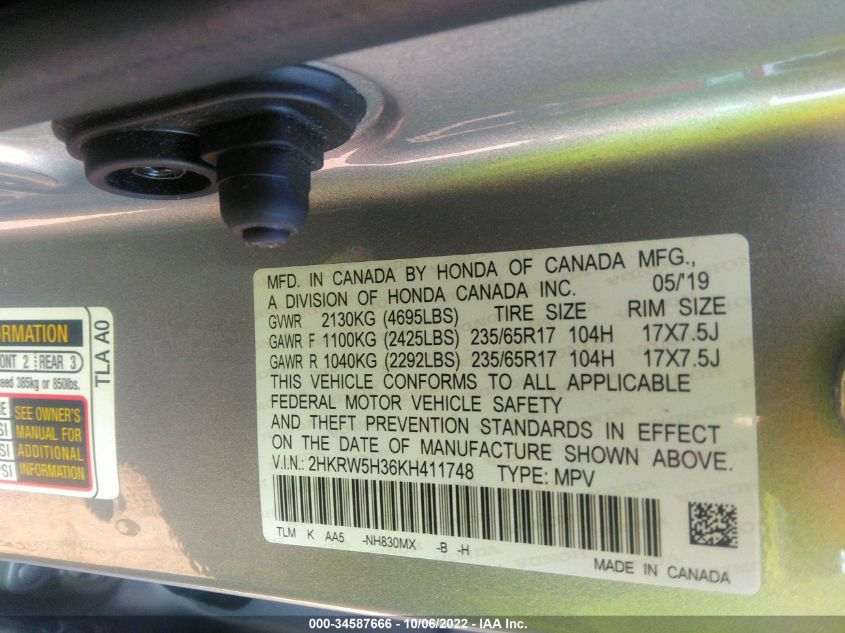 MFD. IN CANADA BY HONDA OF CANADA MFG.,
A DIVISION OF HONDA CANADA INC. 05/'19
GVWR 2130KG (4695LBS) TIRE SIZE RIM SIZE
GAWR F 1100KG (2425LBS) 235/65R17 104H 17X7.5J
GAWR R 1040KG (2292LBS) 235/65R17 104H 17X7.5J
THIS VEHICLE CONFORMS TO ALL APPLICABLE
FEDERAL MOTOR VEHICLE SAFETY
AND THEFT PREVENTION STANDARDS IN EFFECT
ON THE DATE OF MANUFACTURE SHOWN ABOVE.
V.I.N.: 2HKRW5H36KH411748 TYPE: MPV
TLM K AA5 -NH830MX -B -H
MADE IN CANADA
2 REAR 3
385kg or 850lbs.
SEE OWNER'S
MANUAL FOR
ADDITIONAL
INFORMATION
TLA A0
000-34587666 - 10/06/2022 - IAA Inc.